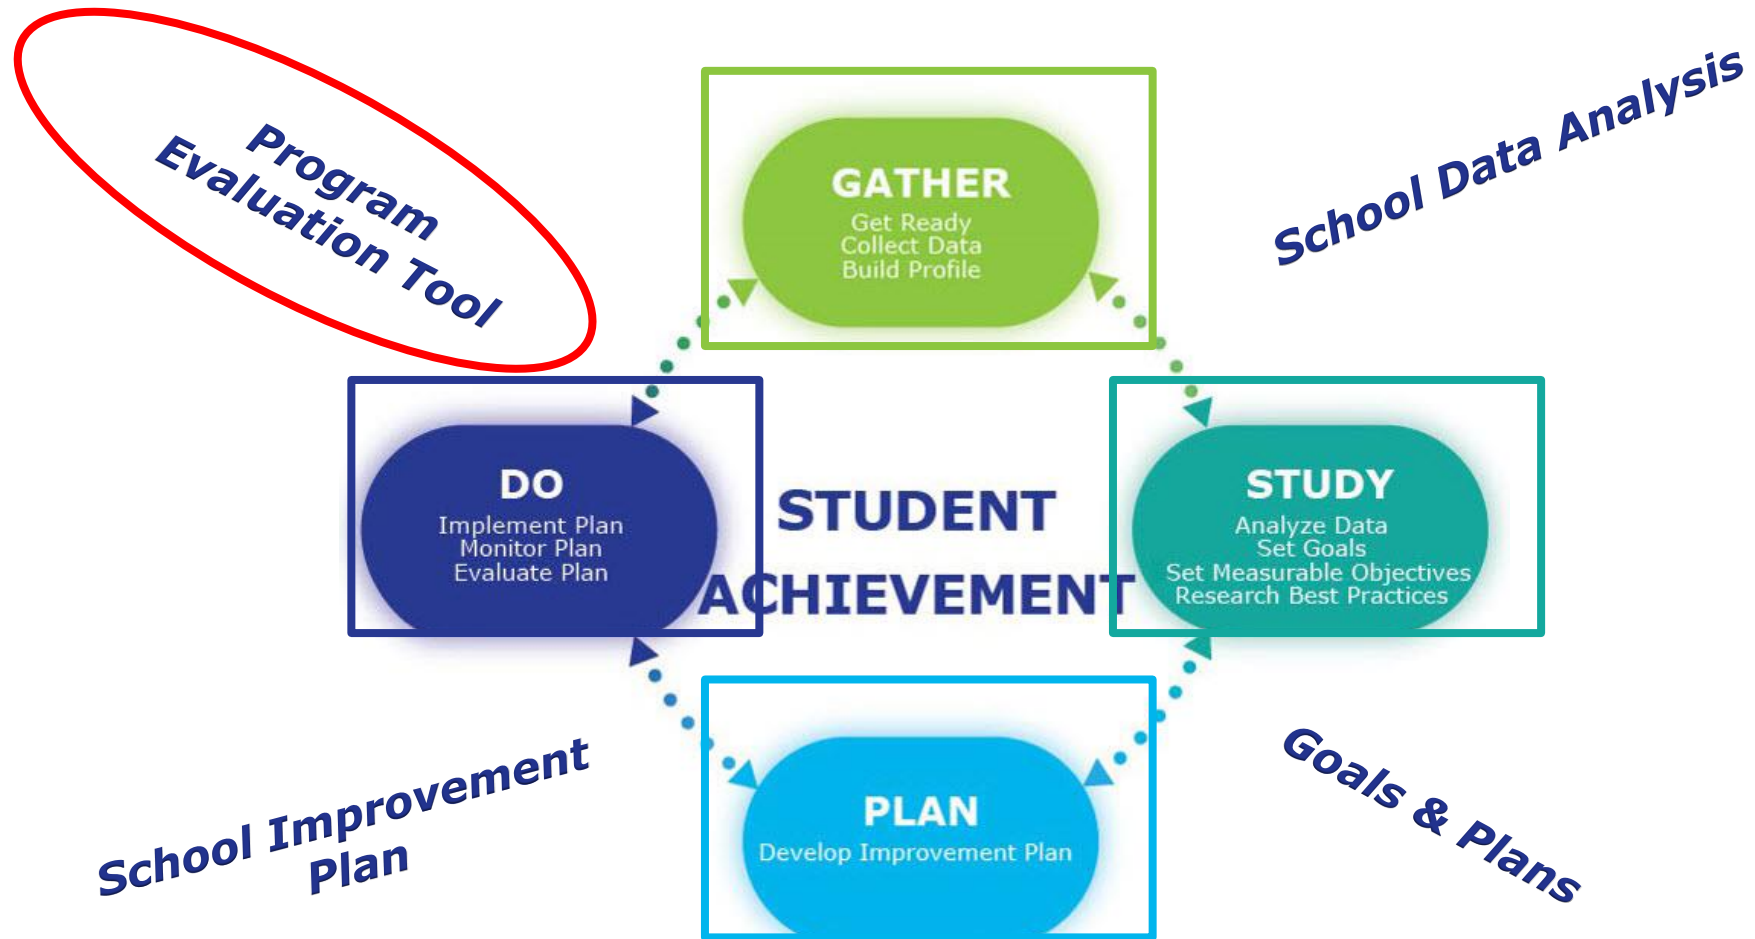 Program
Evaluation Tool
School Data Analysis
GATHER
Get Ready
Collect Data
Build Profile
DO
Implement Plan
Monitor Plan
Evaluate Plan
STUDENT
ACHIEVEMENT
STUDY
Analyze Data
Set Goals
Set Measurable Objectives
Research Best Practices
School Improvement
Plan
PLAN
Develop Improvement Plan
Goals & Plans